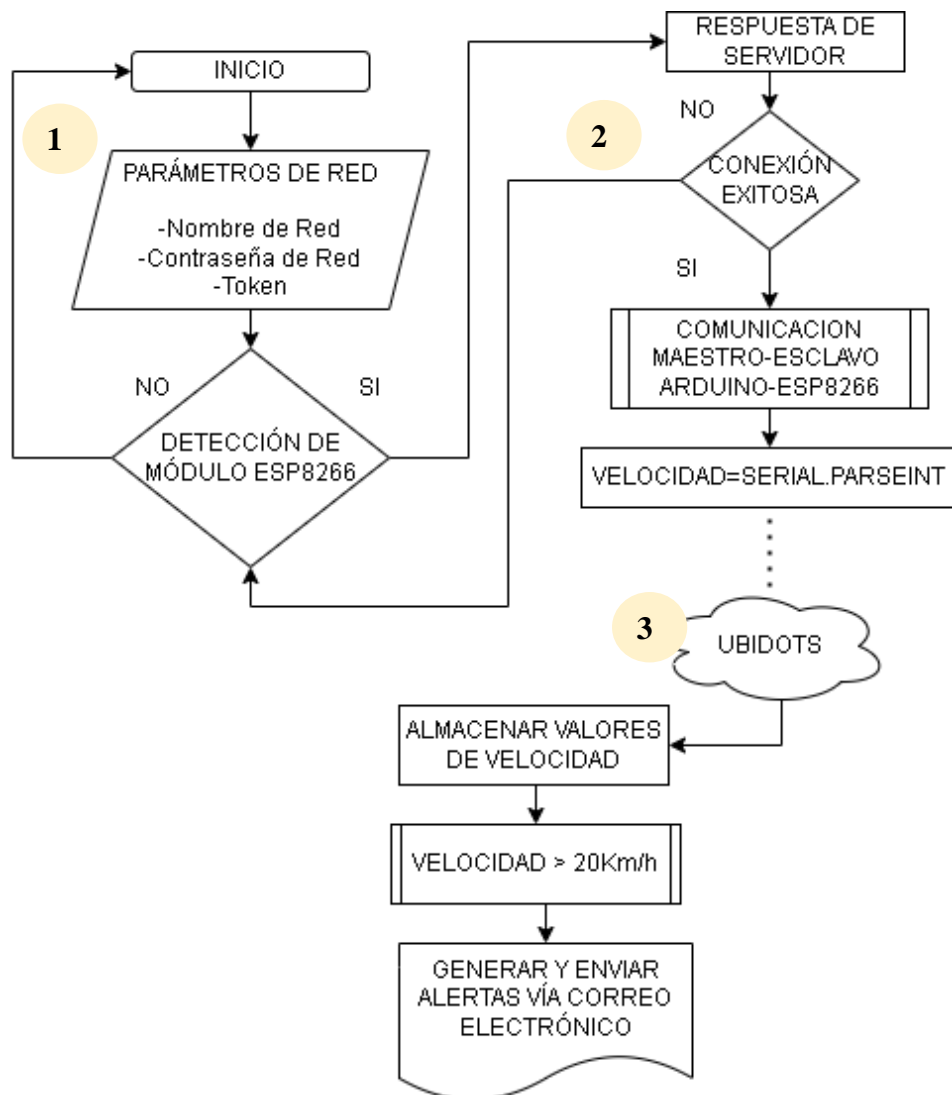 INICIO
1
PARÁMETROS DE RED
-Nombre de Red
-Contraseña de Red
-Token
NO
SI
DETECCIÓN DE
MÓDULO ESP8266
RESPUESTA DE
SERVIDOR
NO
2
CONEXIÓN
EXITOSA
SI
COMUNICACION
MAESTRO-ESCLAVO
ARDUINO-ESP8266
VELOCIDAD=SERIAL.PARSEINT
3
UBIDOTS
ALMACENAR VALORES
DE VELOCIDAD
VELOCIDAD > 20Km/h
GENERAR Y ENVIAR
ALERTAS VÍA CORREO
ELECTRÓNICO